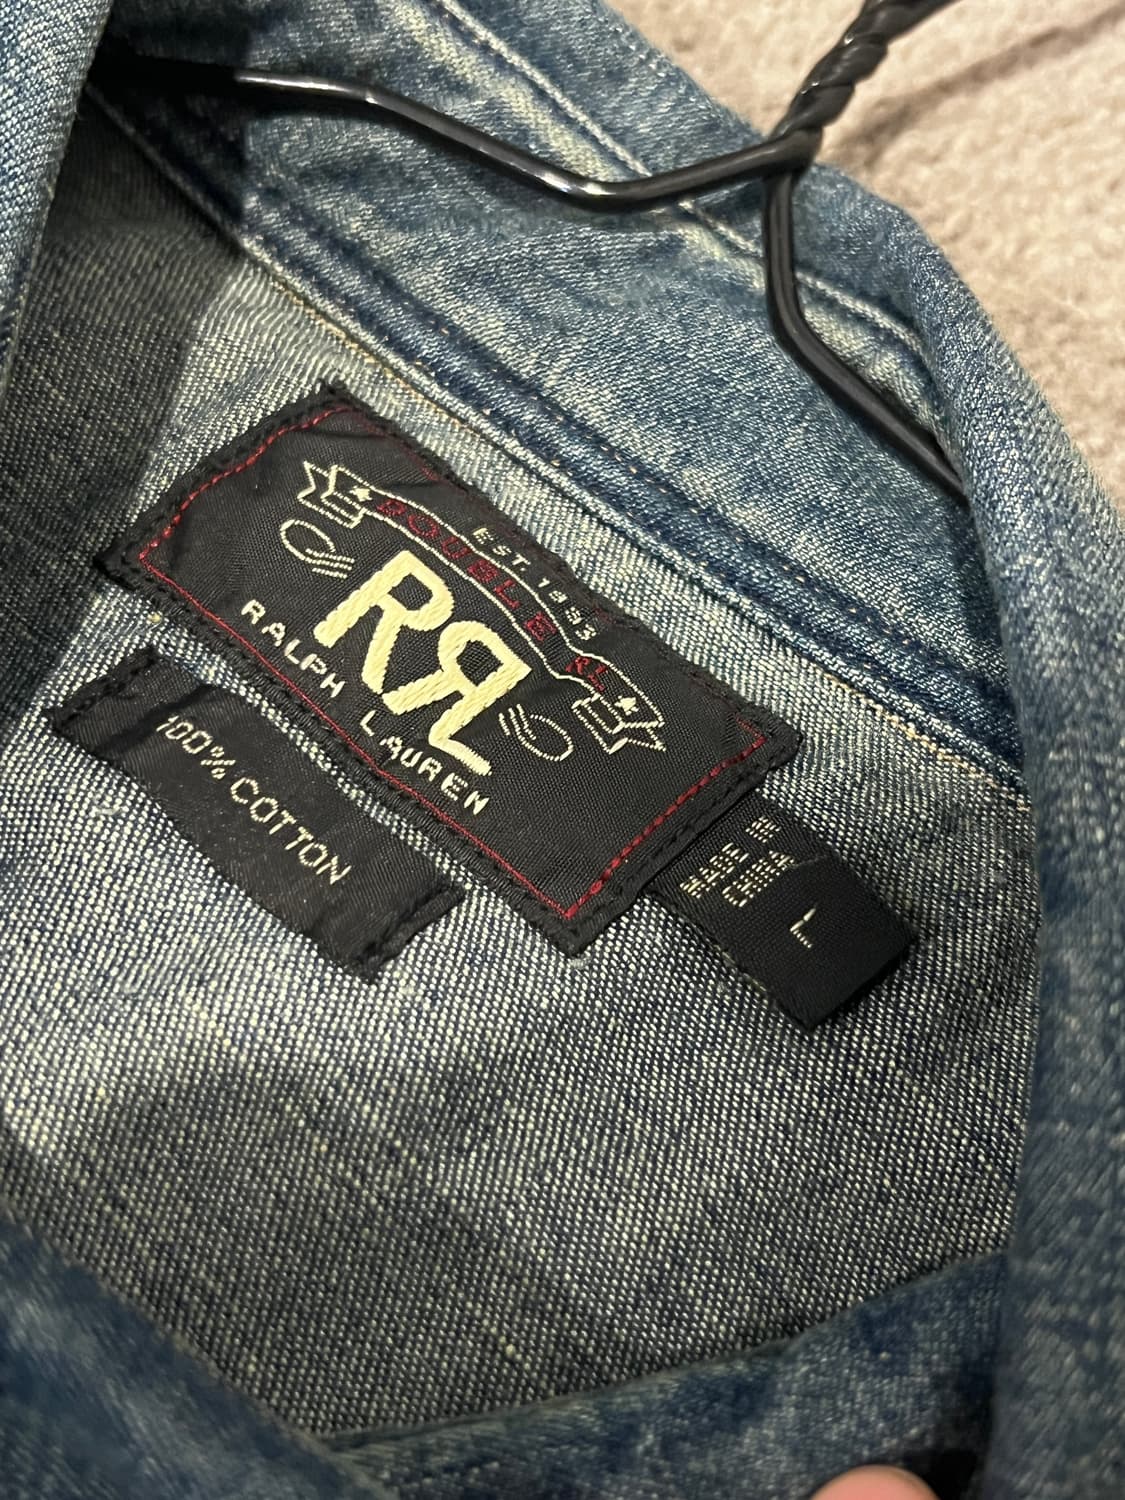 EST. 1993
DOUBLE RL
RRL
RALPH LAUREN
100% COTTON
MADE IN
CHINA
L